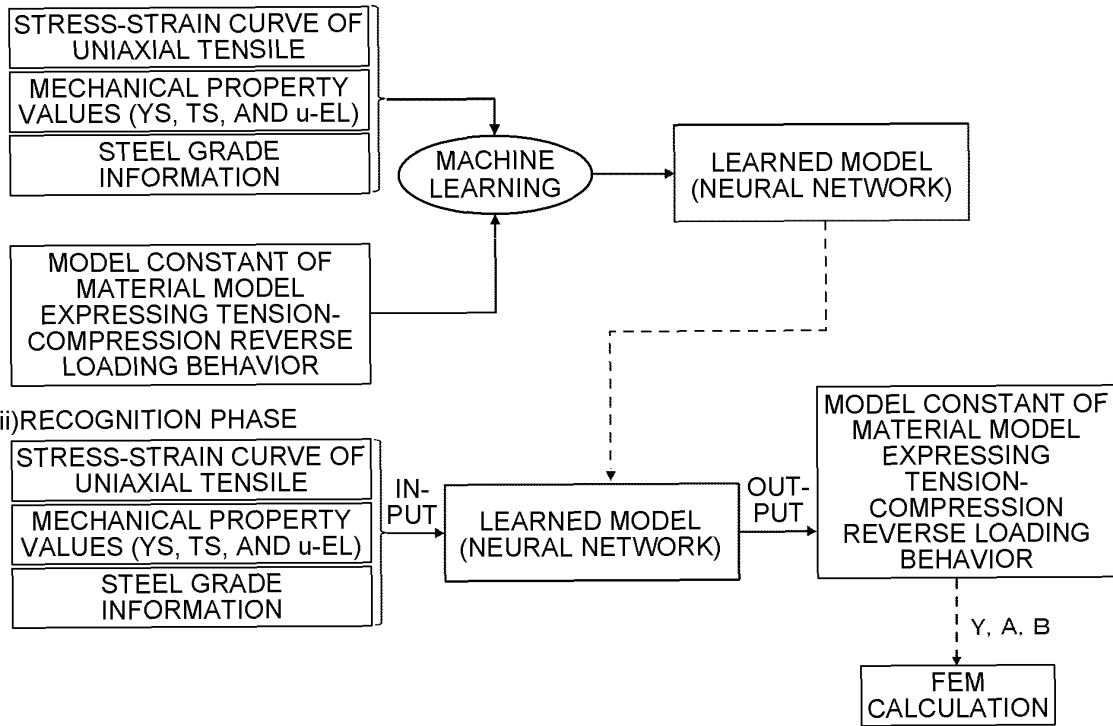 STRESS-STRAIN CURVE OF
UNIAXIAL TENSILE
MECHANICAL PROPERTY
VALUES (YS, TS, AND u-EL)
STEEL GRADE
INFORMATION
MACHINE
LEARNING
LEARNED MODEL
(NEURAL NETWORK)
MODEL CONSTANT OF
MATERIAL MODEL
EXPRESSING TENSION-
COMPRESSION REVERSE
LOADING BEHAVIOR
ii)RECOGNITION PHASE
STRESS-STRAIN CURVE OF
UNIAXIAL TENSILE
MECHANICAL PROPERTY
VALUES (YS, TS, AND u-EL)
STEEL GRADE
INFORMATION
IN-
PUT
LEARNED MODEL
(NEURAL NETWORK)
OUT-
PUT
MODEL CONSTANT OF
MATERIAL MODEL
EXPRESSING
TENSION-
COMPRESSION
REVERSE LOADING
BEHAVIOR
Y, A, B
FEM
CALCULATION